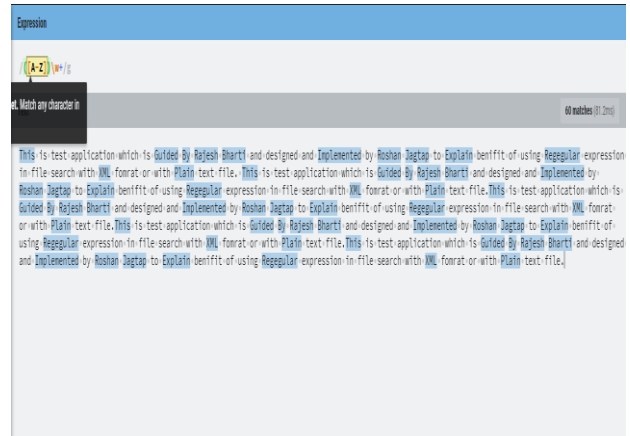 Expression
/([A-Z])\w+/g
et. Match any character in
60 matches (81.2ms)
This is test application which is Guided By Rajesh Bharti and designed and Implemented by Roshan Jagtap to Explain benifit of using Regegular expression
in file search with XML fomrat or with Plain text file. This is test application which is Guided By Rajesh Bharti and designed and Implemented by
Roshan Jagtap to Explain benifit of using Regegular expression in file search with XML fomrat or with Plain text file.This is test application which is
Guided By Rajesh Bharti and designed and Implemented by Roshan Jagtap to Explain benifit of using Regegular expression in file search with XML fomrat
or with Plain text file.This is test application which is Guided By Rajesh Bharti and designed and Implemented by Roshan Jagtap to Explain benifit of
using Regegular expression in file search with XML fomrat or with Plain text file.This is test application which is Guided By Rajesh Bharti and designed
and Implemented by Roshan Jagtap to Explain benifit of using Regegular expression in file search with XML fomrat or with Plain text file.